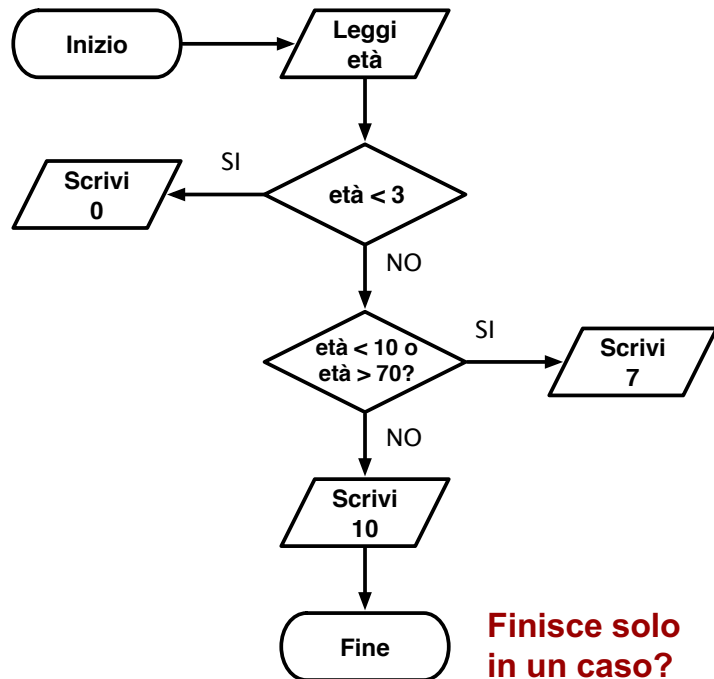 Inizio
Leggi
età
SI
Scrivi
0
età < 3
NO
età < 10 o
età > 70?
SI
Scrivi
7
NO
Scrivi
10
Fine
Finisce solo
in un caso?